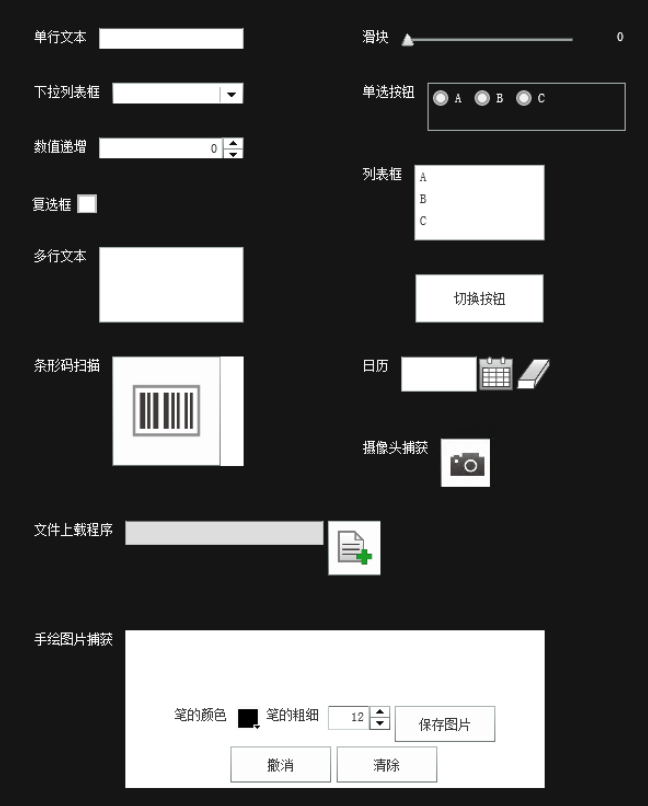 单行文本
滑块 0
下拉列表框
单选按钮 A B C
数值递增 0
列表框
A
B
C
复选框
多行文本
切换按钮
条形码扫描
日历
摄像头捕获
文件上载程序
手绘图片捕获
笔的颜色 笔的粗细 12 保存图片
撤消 清除